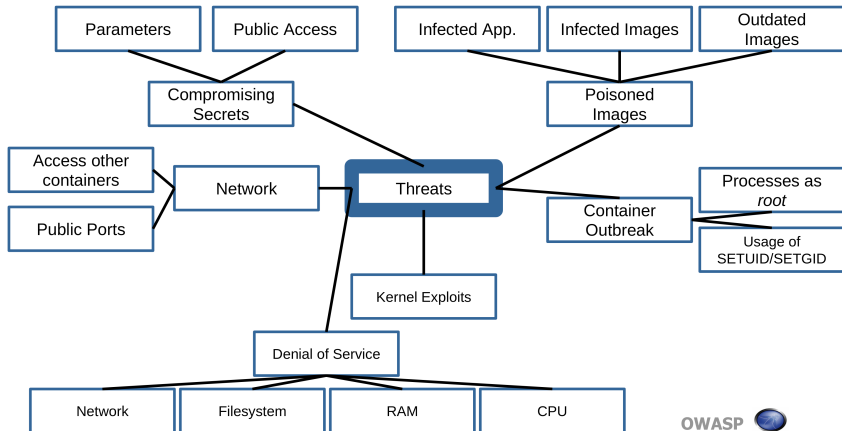 Parameters
Public Access
Infected App.
Infected Images
Outdated
Images
Compromising
Secrets
Poisoned
Images
Access other
containers
Network
Threats
Processes as
root
Public Ports
Container
Outbreak
Usage of
SETUID/SETGID
Kernel Exploits
Denial of Service
Network
Filesystem
RAM
CPU
OWASP